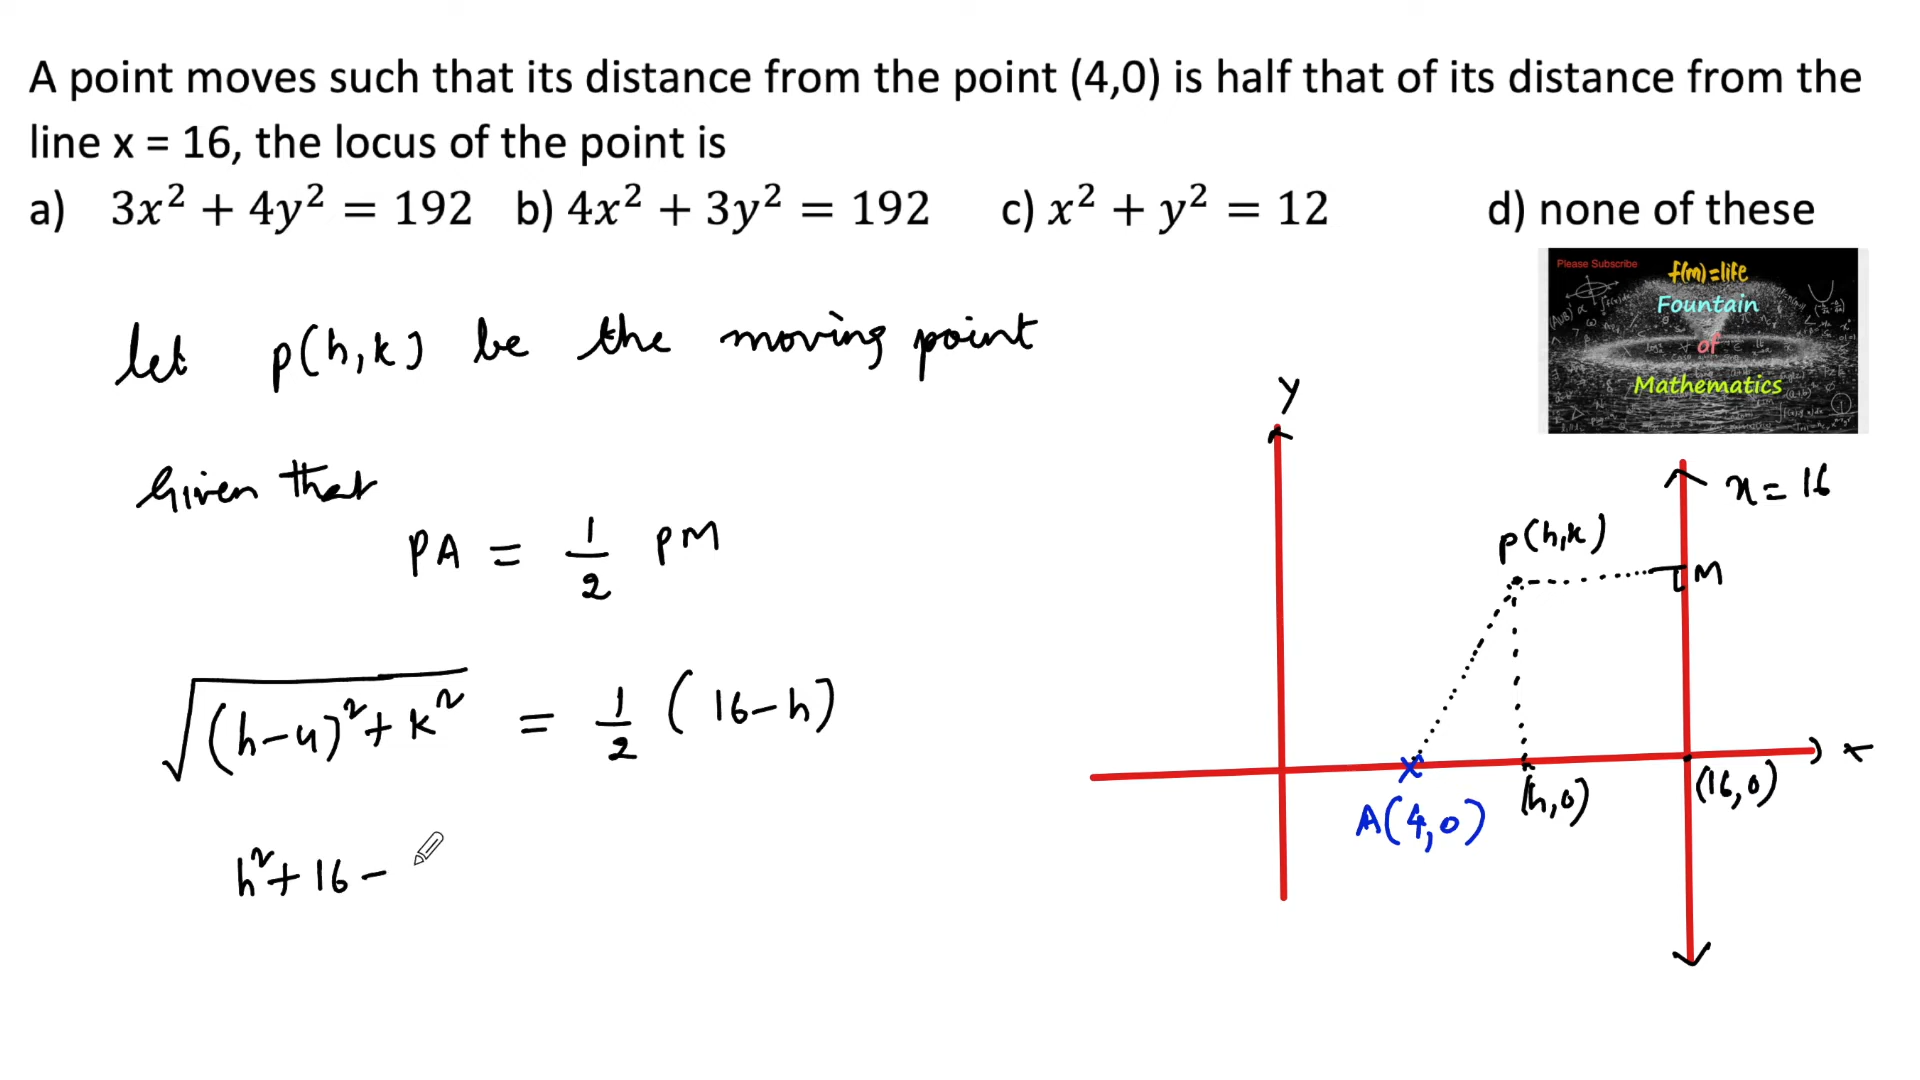 A point moves such that its distance from the point (4,0) is half that of its distance from the
line x = 16, the locus of the point is
a) 3x² + 4y² = 192 b) 4x² + 3y² = 192 c) x² + y² = 12 d) none of these
Please Subscribe
f(m)=life
Fountain
of
Mathematics
let p(h,k) be the moving point
Given that
PA = 1/2 PM
√((h-4)²+k²) = 1/2 (16-h)
h²+16-
y
x=16
p(h,k)
M
x
A(4,0)
(h,0)
(16,0)